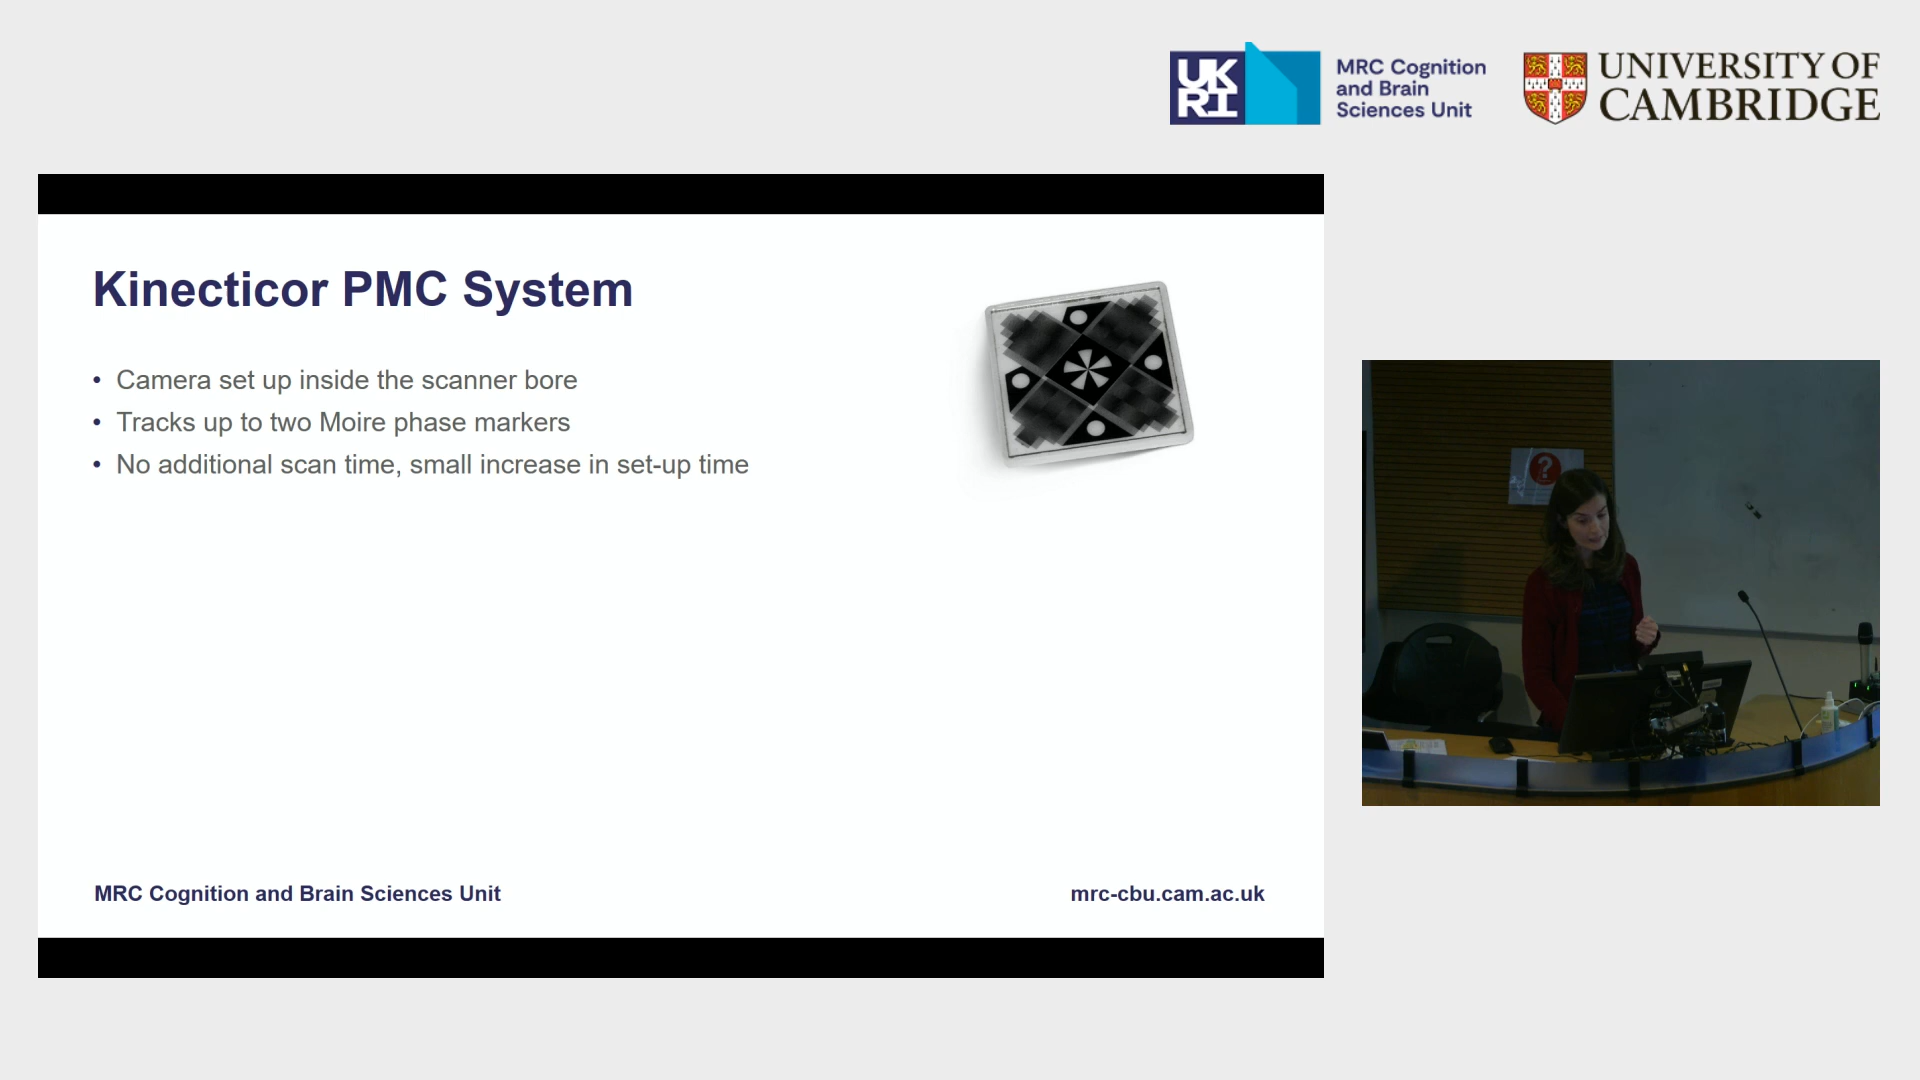 UK
RI
MRC Cognition
and Brain
Sciences Unit
UNIVERSITY OF
CAMBRIDGE
Kinecticor PMC System
• Camera set up inside the scanner bore
• Tracks up to two Moire phase markers
• No additional scan time, small increase in set-up time
?
MRC Cognition and Brain Sciences Unit
mrc-cbu.cam.ac.uk